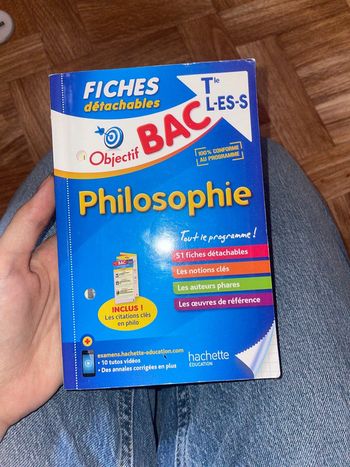 FICHES
détachables
Tle
L-ES-S
Objectif
BAC
100% CONFORME
AU PROGRAMME
Philosophie
Tout le programme !
51 fiches détachables
Les notions clés
Les auteurs phares
Les œuvres de référence
BAC
INCLUS !
Les citations clés
en philo
+
examens.hachette-education.com
• 10 tutos vidéos
• Des annales corrigées en plus
hachette
ÉDUCATION